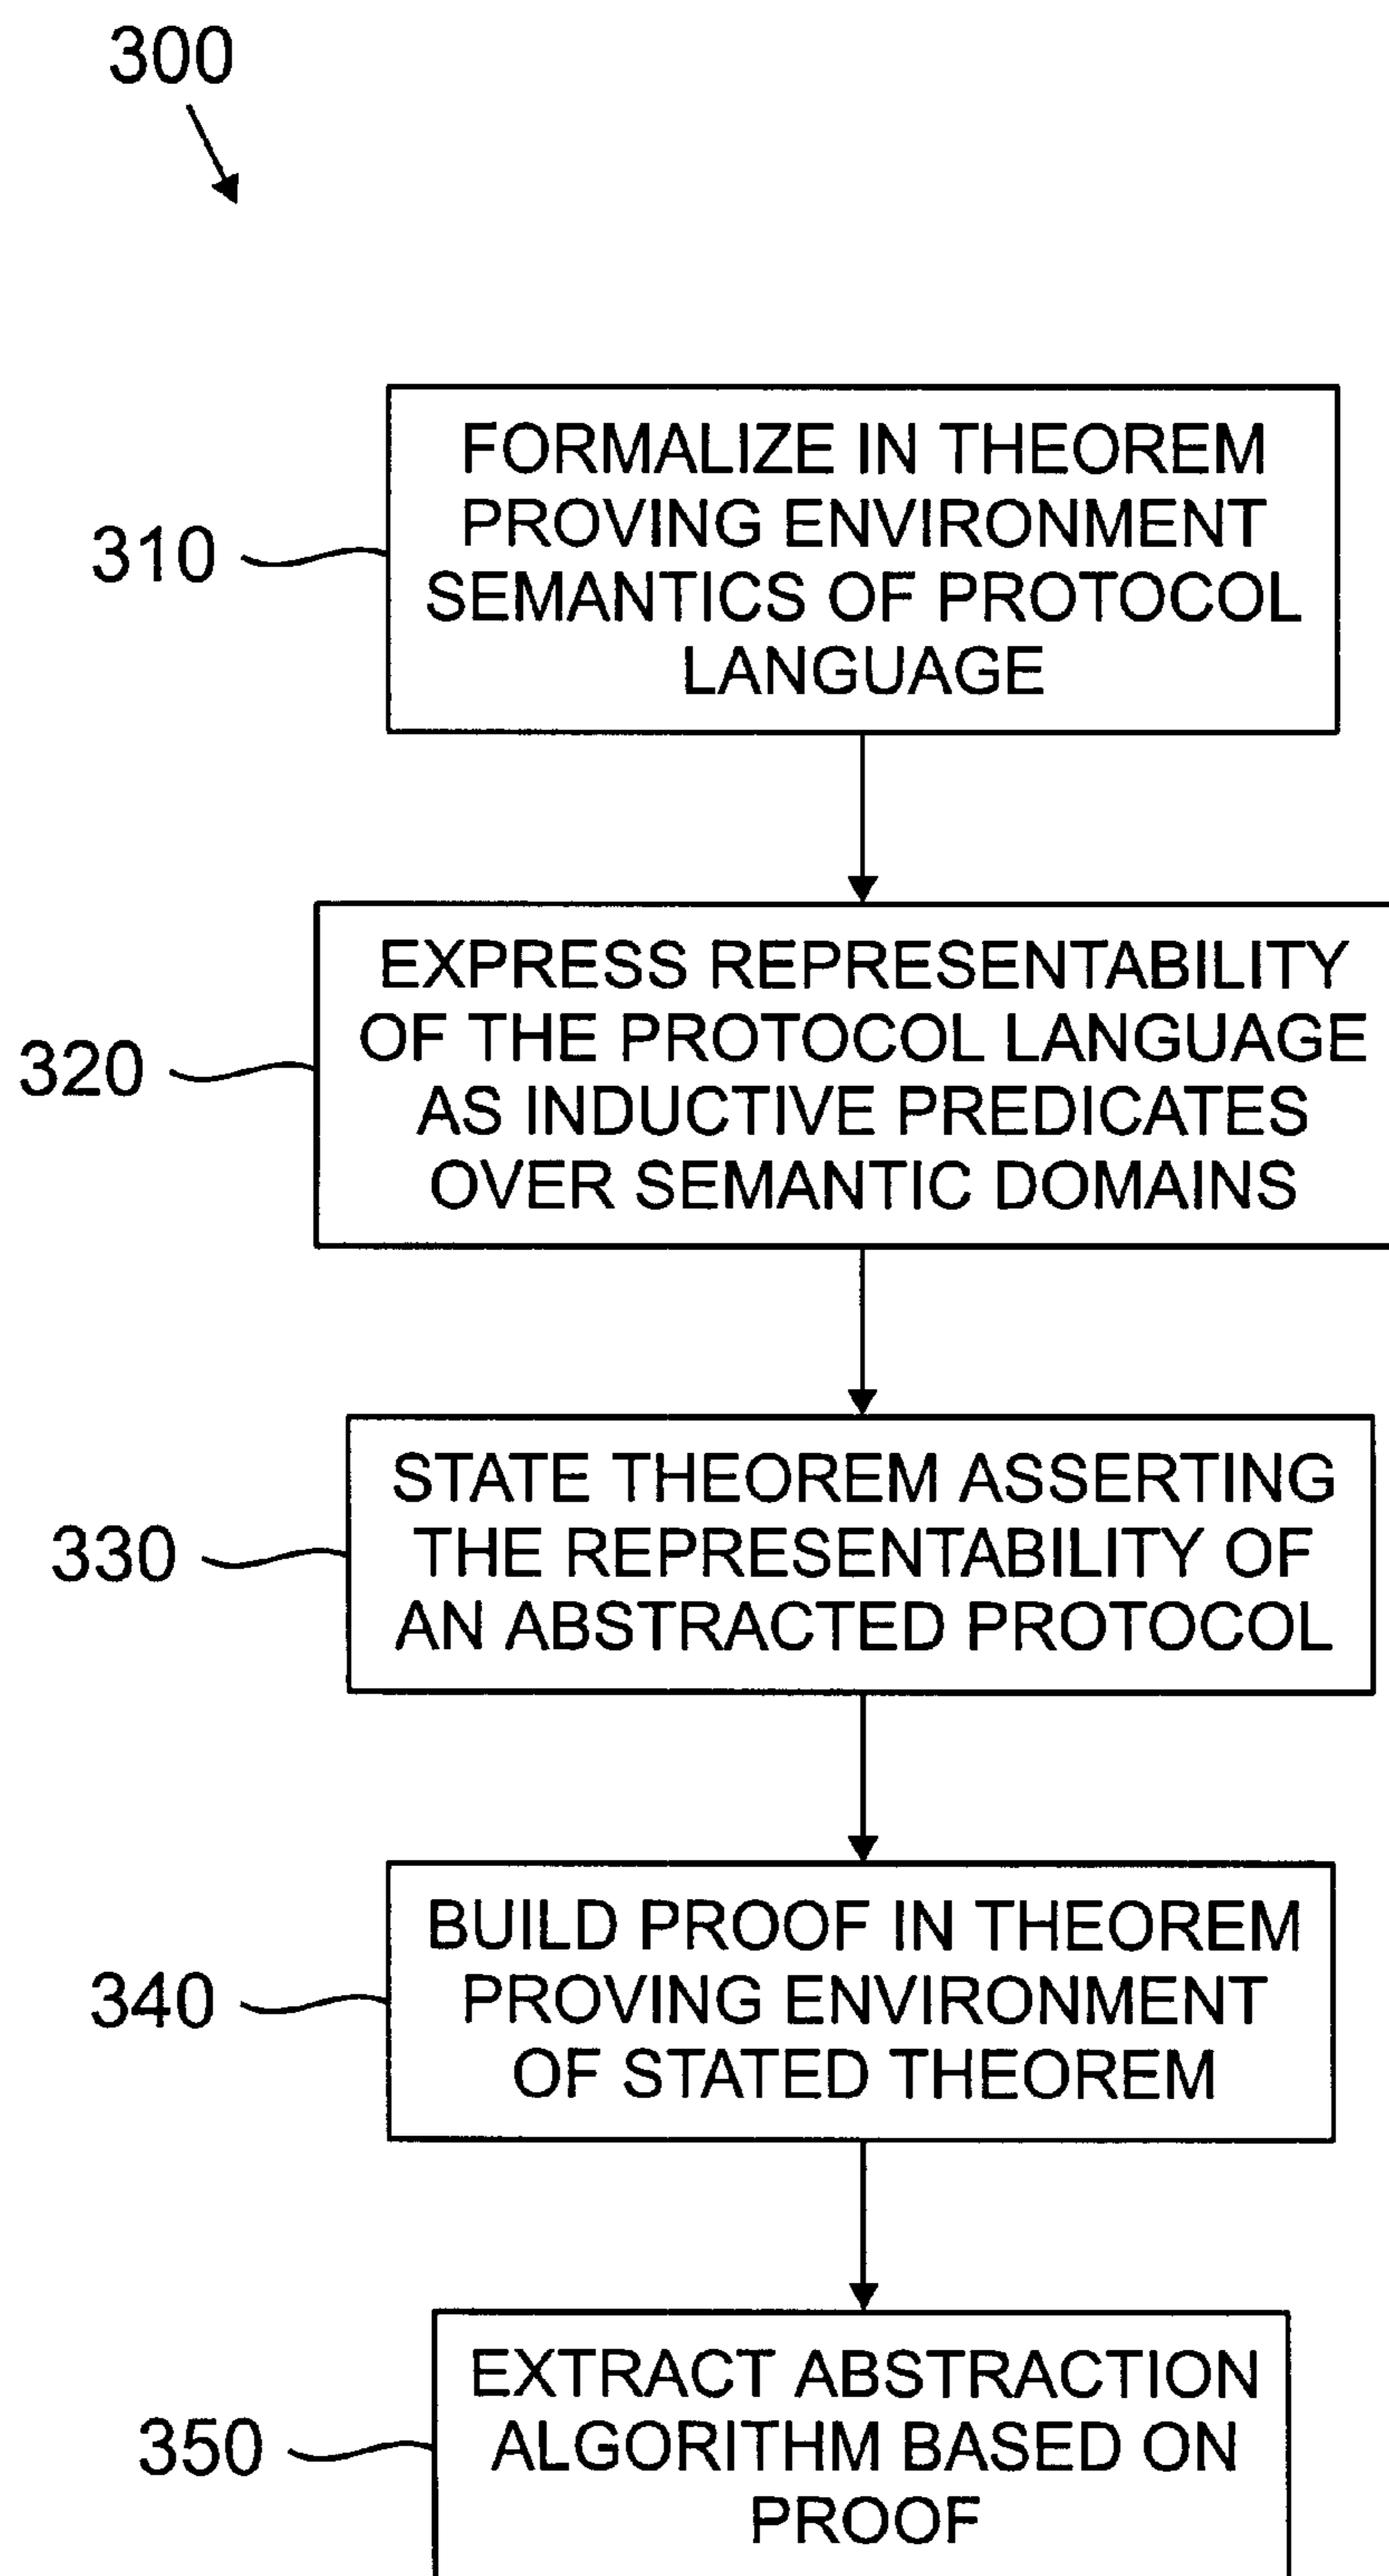 300
310
FORMALIZE IN THEOREM
PROVING ENVIRONMENT
SEMANTICS OF PROTOCOL
LANGUAGE
320
EXPRESS REPRESENTABILITY
OF THE PROTOCOL LANGUAGE
AS INDUCTIVE PREDICATES
OVER SEMANTIC DOMAINS
330
STATE THEOREM ASSERTING
THE REPRESENTABILITY OF
AN ABSTRACTED PROTOCOL
340
BUILD PROOF IN THEOREM
PROVING ENVIRONMENT
OF STATED THEOREM
350
EXTRACT ABSTRACTION
ALGORITHM BASED ON
PROOF